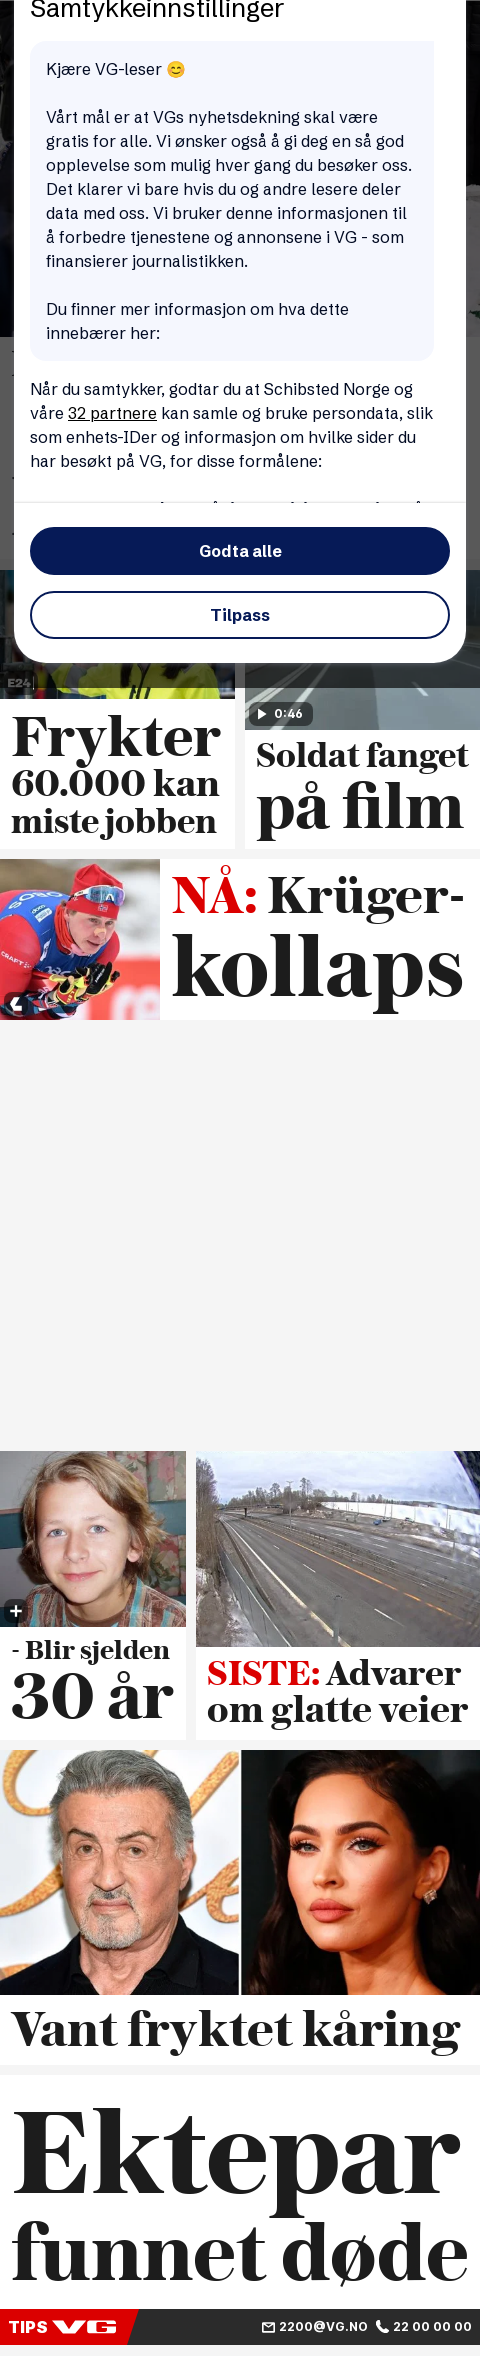 Samtykkeinnstillinger
Kjære VG-leser 😊
Vårt mål er at VGs nyhetsdekning skal være
gratis for alle. Vi ønsker også å gi deg en så god
opplevelse som mulig hver gang du besøker oss.
Det klarer vi bare hvis du og andre lesere deler
data med oss. Vi bruker denne informasjonen til
å forbedre tjenestene og annonsene i VG - som
finansierer journalistikken.
Du finner mer informasjon om hva dette
innebærer her:
Når du samtykker, godtar du at Schibsted Norge og
våre 32 partnere kan samle og bruke persondata, slik
som enhets-IDer og informasjon om hvilke sider du
har besøkt på VG, for disse formålene:
Godta alle
Tilpass
E24
0:46
Frykter
60.000 kan
miste jobben
Soldat fanget
på film
NÅ: Krüger-
kollaps
- Blir sjelden
30 år
SISTE: Advarer
om glatte veier
Vant fryktet kåring
Ektepar
funnet døde
TIPS VG 2200@VG.NO 22 00 00 00